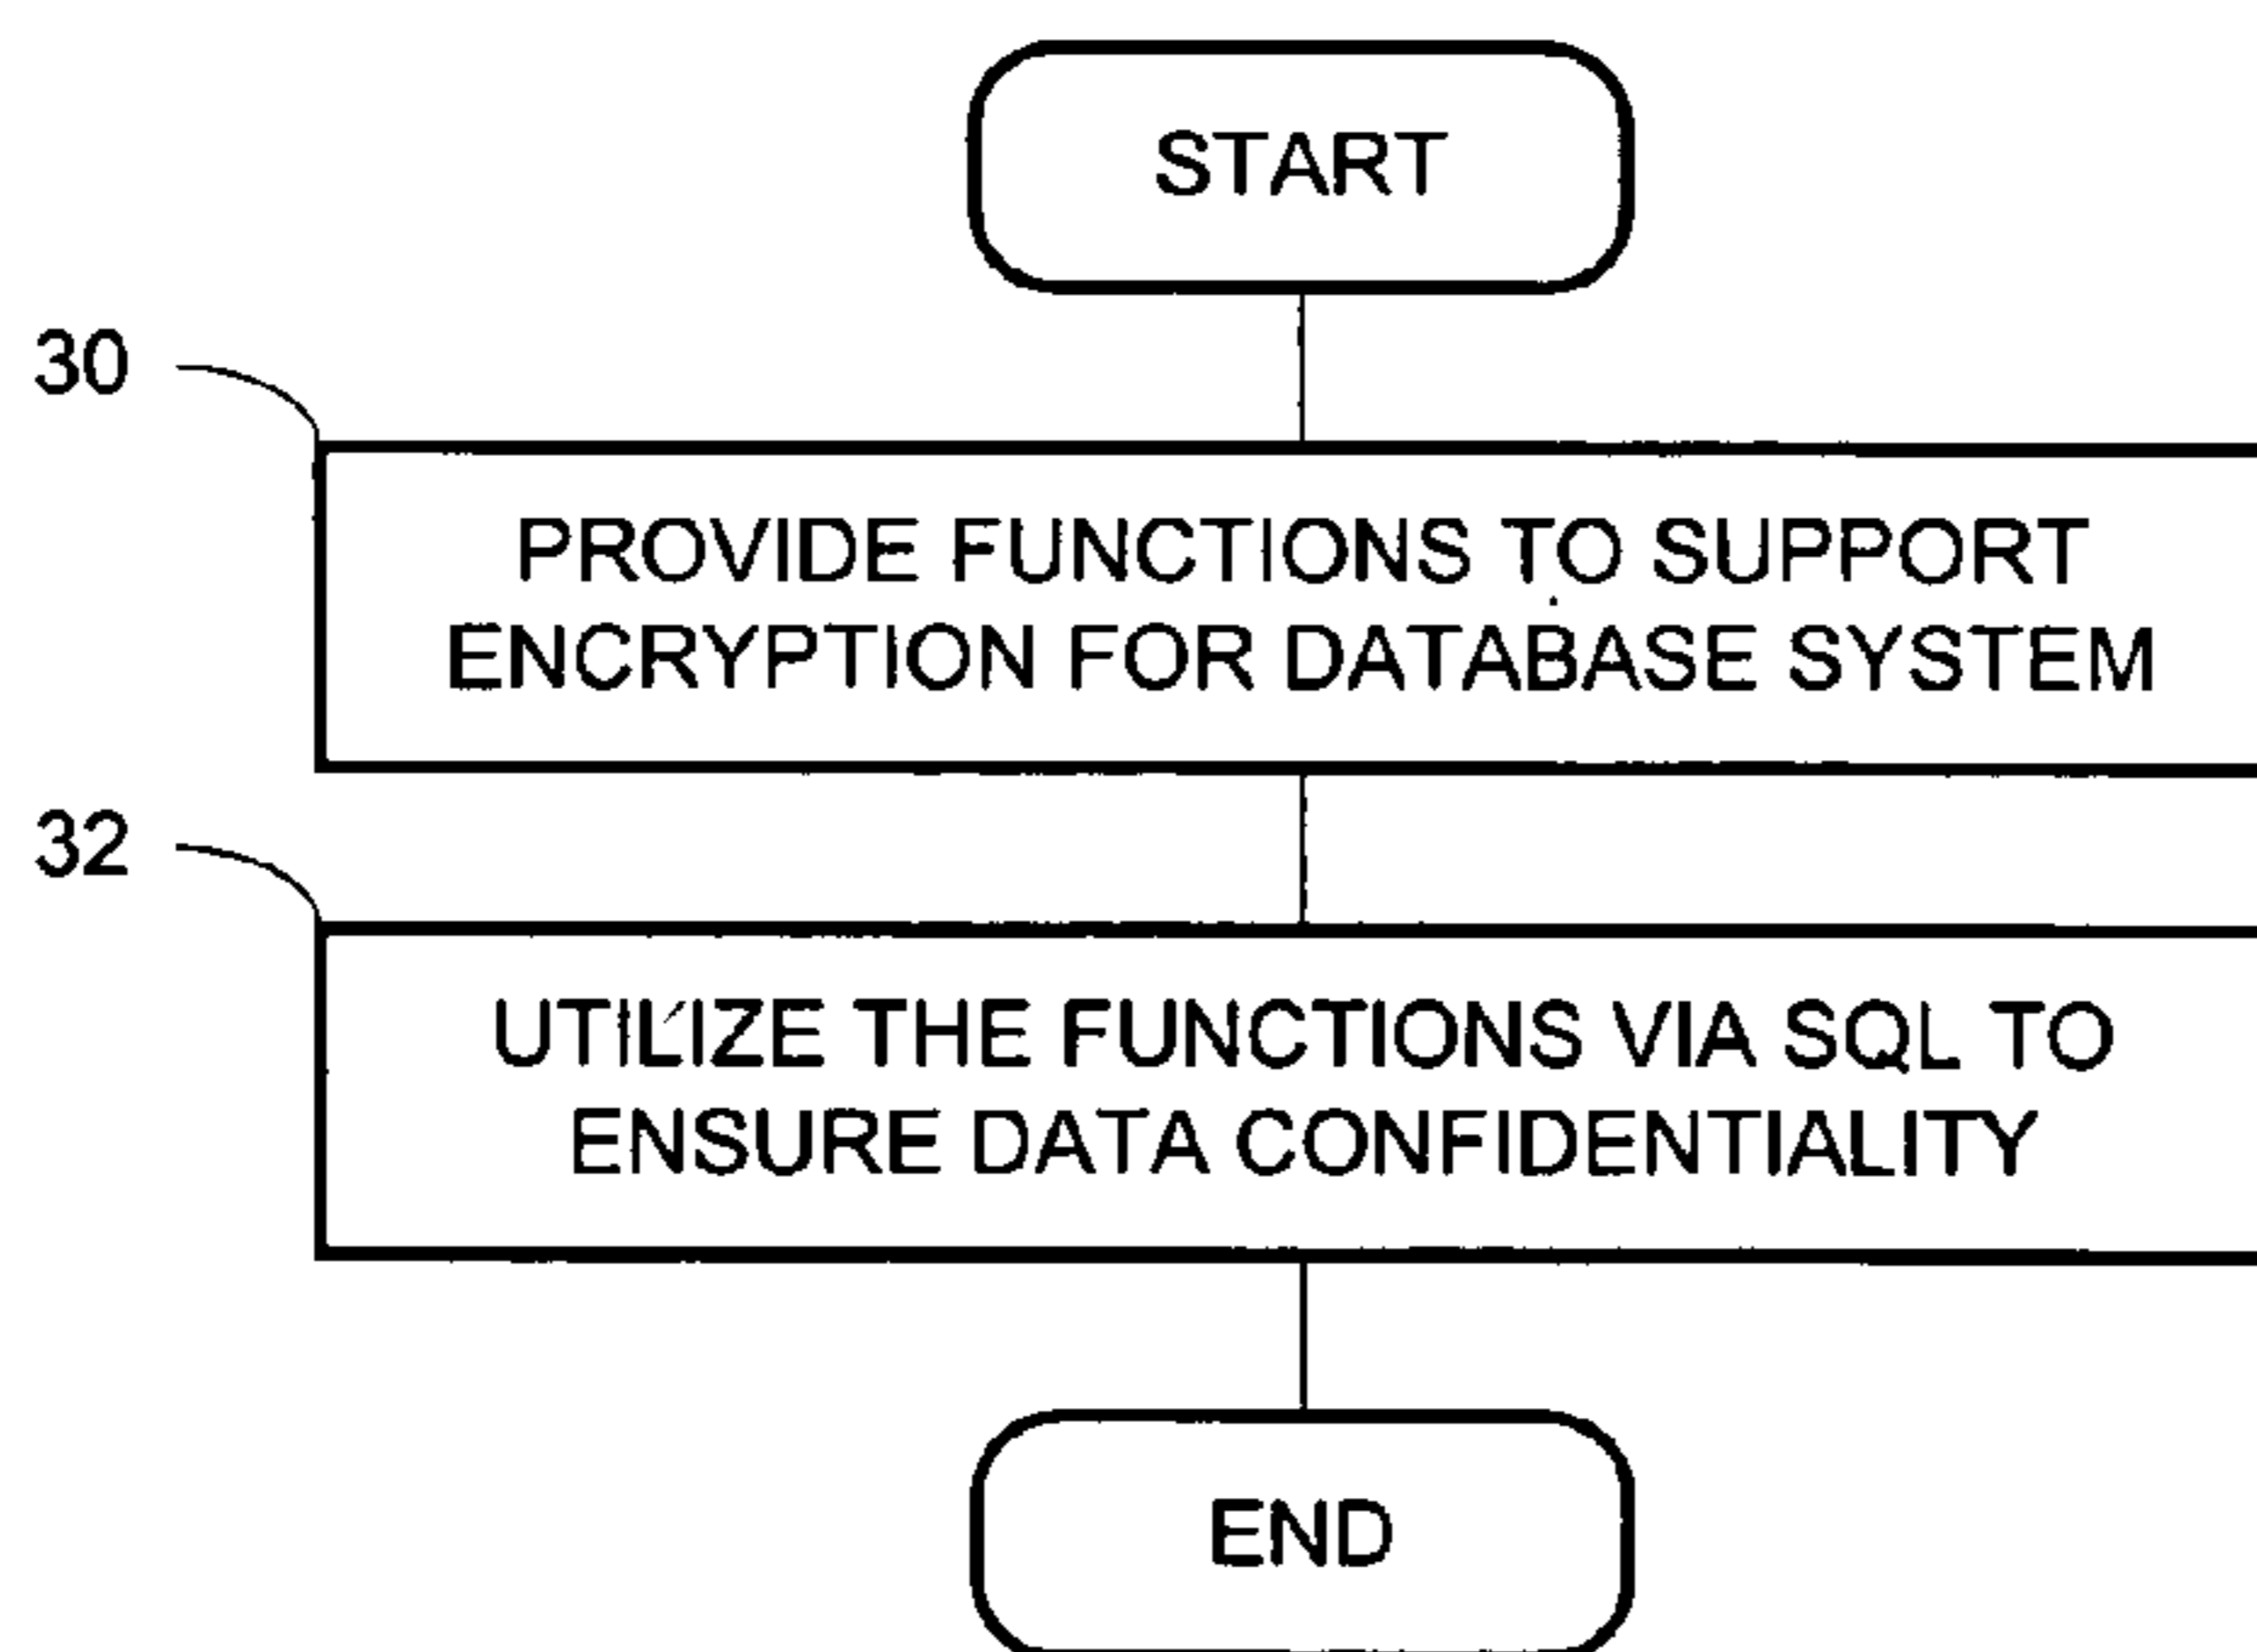 START
30
PROVIDE FUNCTIONS TO SUPPORT
ENCRYPTION FOR DATABASE SYSTEM
32
UTILIZE THE FUNCTIONS VIA SQL TO
ENSURE DATA CONFIDENTIALITY
END